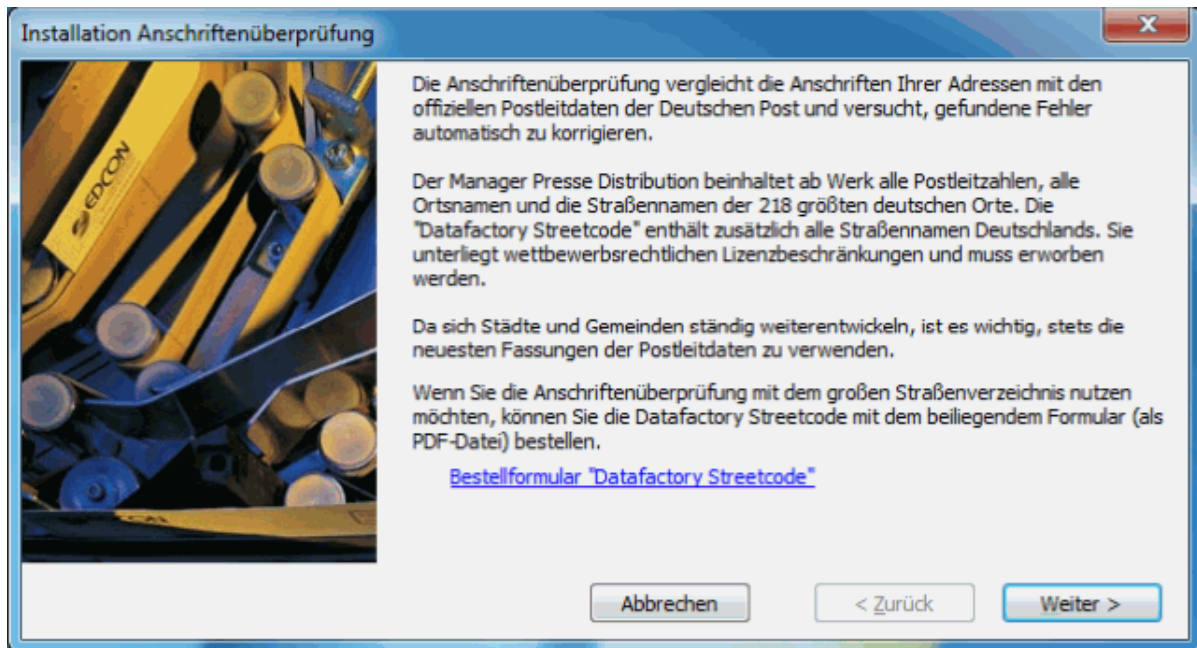 Installation Anschriftenüberprüfung
EDCON
Die Anschriftenüberprüfung vergleicht die Anschriften Ihrer Adressen mit den
offiziellen Postleitdaten der Deutschen Post und versucht, gefundene Fehler
automatisch zu korrigieren.
Der Manager Presse Distribution beinhaltet ab Werk alle Postleitzahlen, alle
Ortsnamen und die Straßennamen der 218 größten deutschen Orte. Die
"Datafactory Streetcode" enthält zusätzlich alle Straßennamen Deutschlands. Sie
unterliegt wettbewerbsrechtlichen Lizenzbeschränkungen und muss erworben
werden.
Da sich Städte und Gemeinden ständig weiterentwickeln, ist es wichtig, stets die
neuesten Fassungen der Postleitdaten zu verwenden.
Wenn Sie die Anschriftenüberprüfung mit dem großen Straßenverzeichnis nutzen
möchten, können Sie die Datafactory Streetcode mit dem beiliegendem Formular (als
PDF-Datei) bestellen.
Bestellformular "Datafactory Streetcode"
Abbrechen
< Zurück
Weiter >